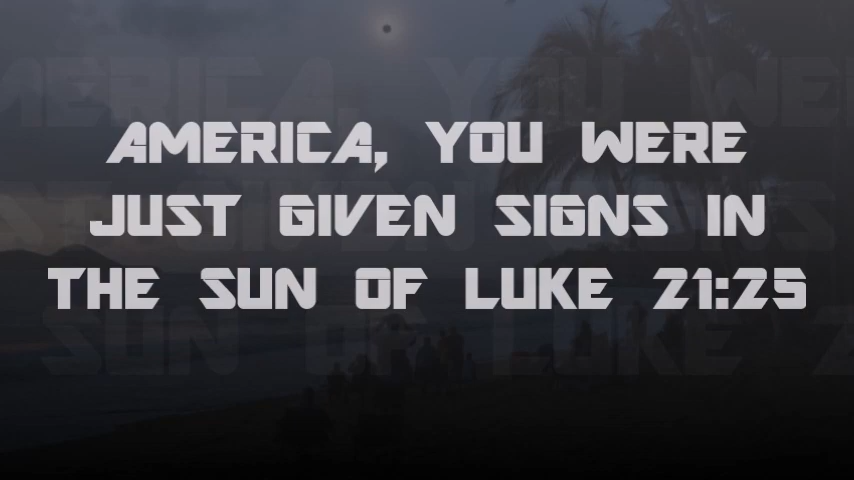 AMERICA, YOU WERE
JUST GIVEN SIGNS IN
THE SUN OF LUKE 21:25